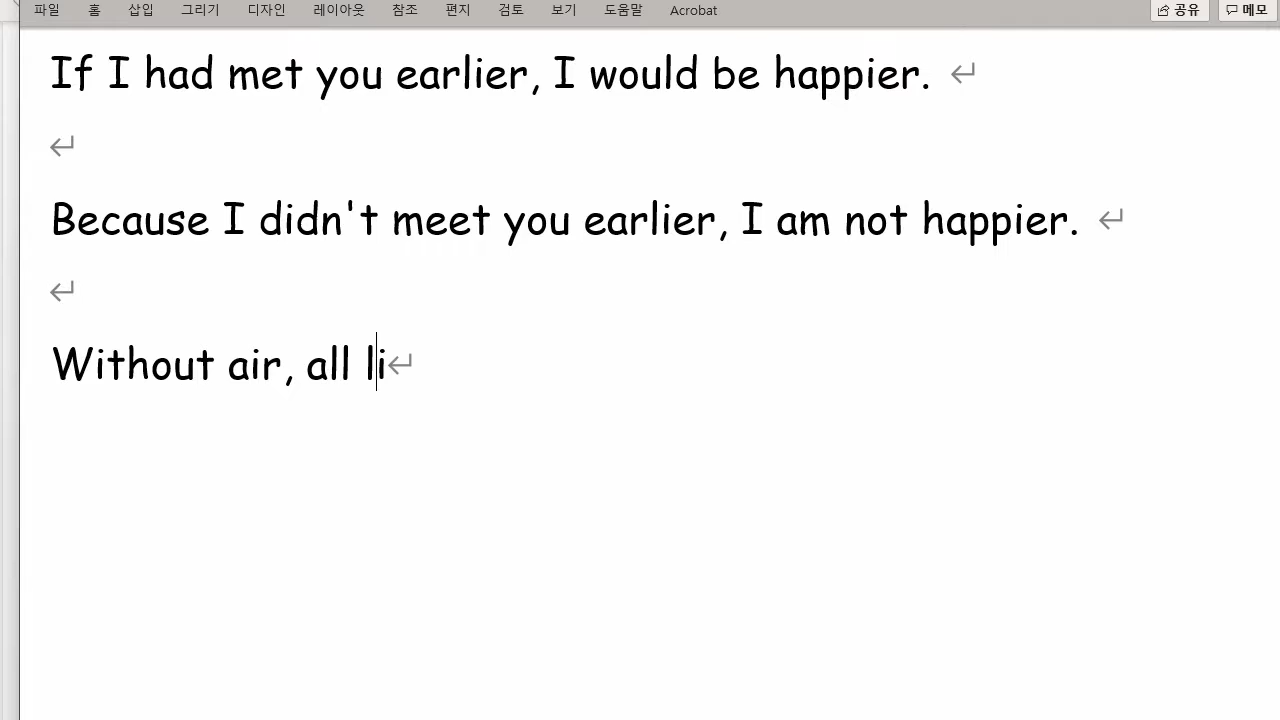 파일 홈 삽입 그리기 디자인 레이아웃 참조 편지 검토 보기 도움말 Acrobat 공유 메모
If I had met you earlier, I would be happier.
Because I didn't meet you earlier, I am not happier.
Without air, all li